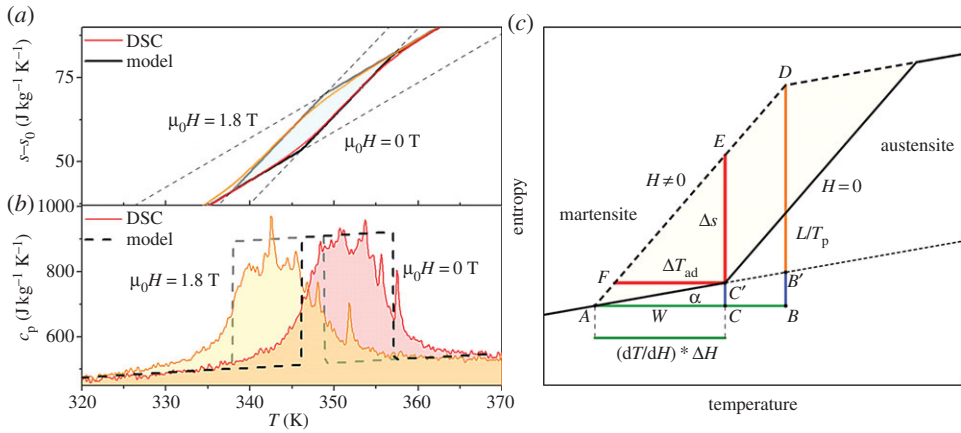 (a)
DSC
model
75
50
s–s0 (J kg−1 K−1)
μ0H = 1.8 T
μ0H = 0 T
(b)
1000
800
600
cp (J kg−1 K−1)
DSC
model
μ0H = 1.8 T
μ0H = 0 T
320 330 340 350 360 370
T (K)
(c)
D
E
austensite
H ≠ 0
H = 0
martensite
Δs
L/Tp
F
ΔTad
B′
α
C′
A
W
C
B
(dT/dH) * ΔH
entropy
temperature